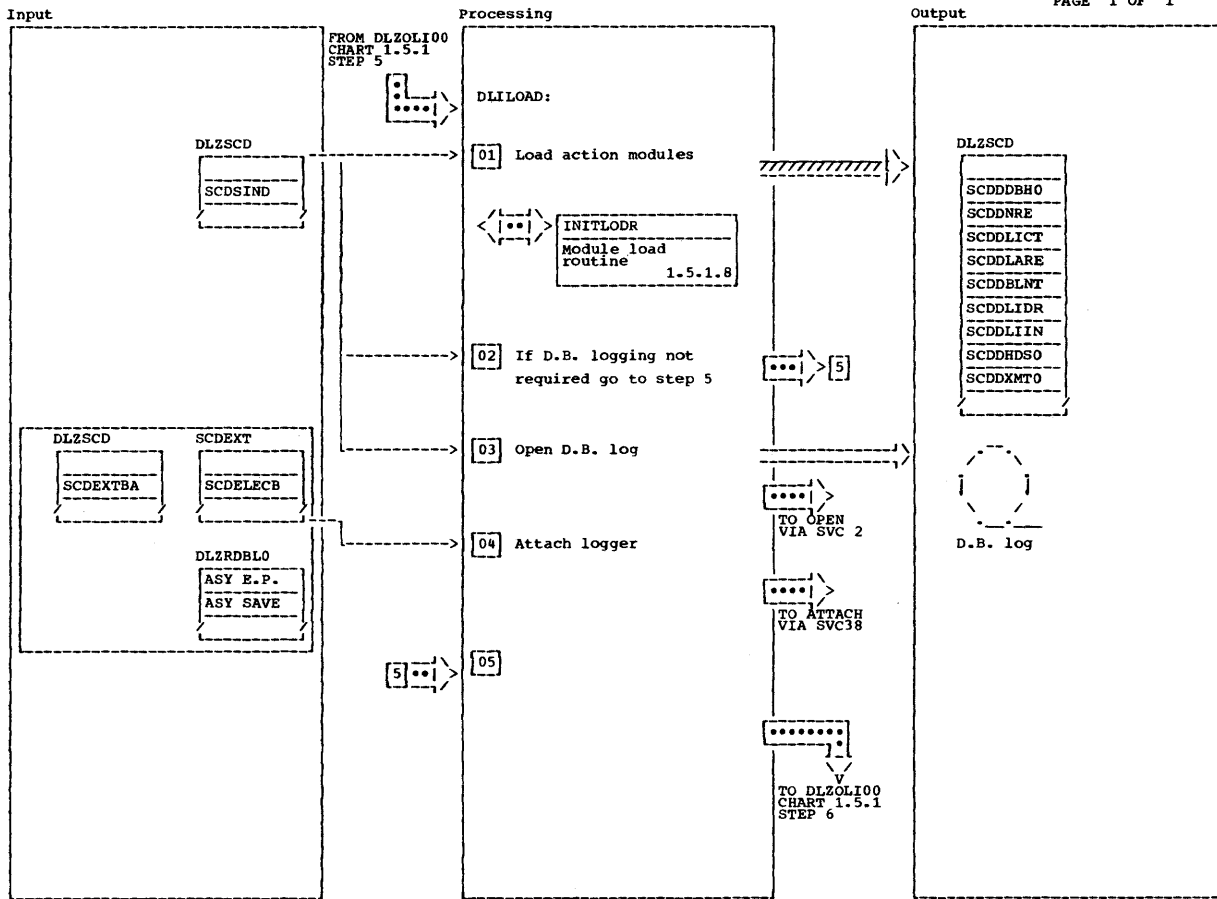 PAGE 1 OF 1
Input
Processing
Output
FROM DLZOLI00
CHART 1.5.1
STEP 5
DLILOAD:
DLZSCD
SCDSIND
01 Load action modules
INITLODR
Module load
routine
1.5.1.8
DLZSCD
SCDDDBH0
SCDDNRE
SCDDLICT
SCDDLARE
SCDDBLNT
SCDDLIDR
SCDDLIIN
SCDDHDS0
SCDDXMT0
02 If D.B. logging not
required go to step 5
5
DLZSCD
SCDEXTBA
SCDEXT
SCDELECB
03 Open D.B. log
TO OPEN
VIA SVC 2
D.B. log
04 Attach logger
DLZRDBL0
ASY E.P.
ASY SAVE
TO ATTACH
VIA SVC38
5
05
TO DLZOLI00
CHART 1.5.1
STEP 6